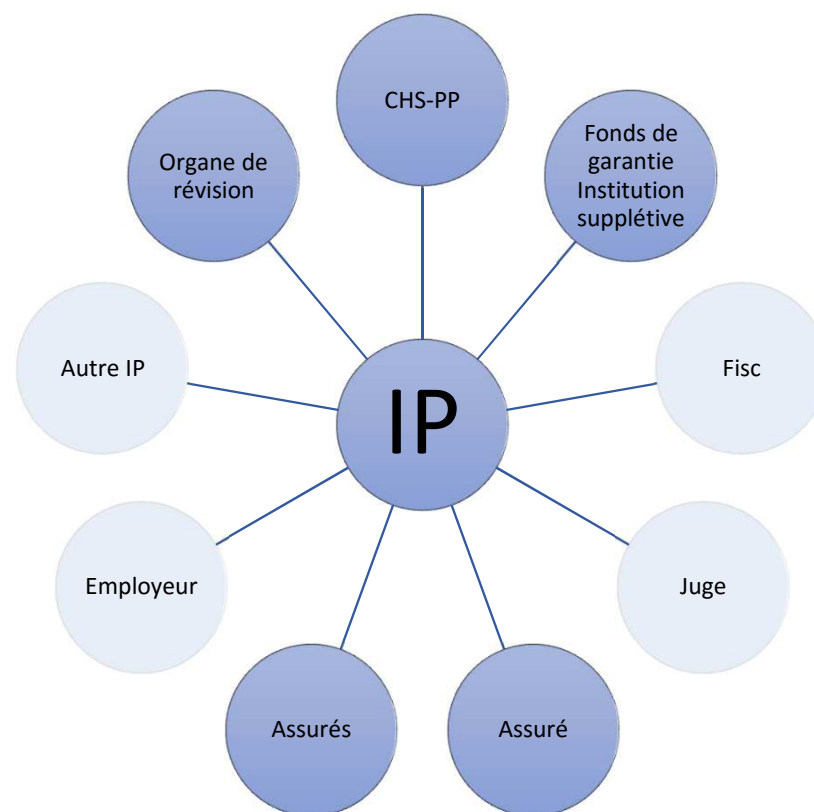 CHS-PP
Organe de
révision
Fonds de
garantie
Institution
supplétive
Autre IP
Fisc
IP
Employeur
Juge
Assurés
Assuré